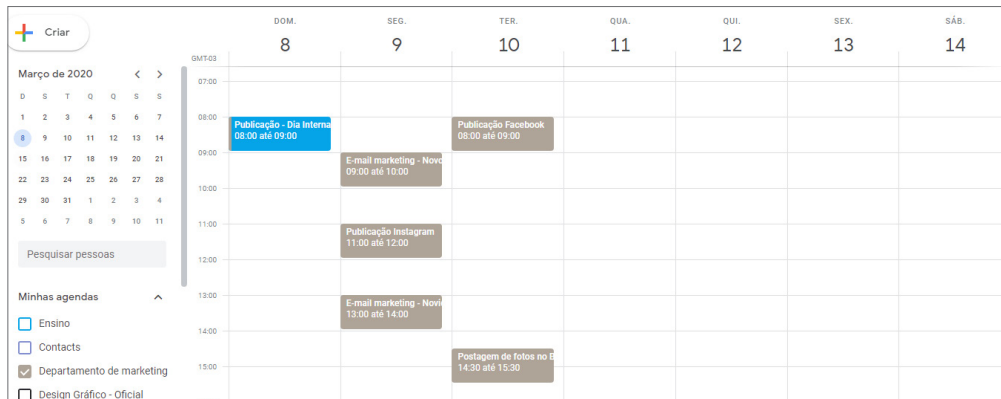 Criar
DOM. SEG. TER. QUA. QUI. SEX. SÁB.
8 9 10 11 12 13 14
GMT-03
Março de 2020 < >
D S T Q Q S S
1 2 3 4 5 6 7
8 9 10 11 12 13 14
15 16 17 18 19 20 21
22 23 24 25 26 27 28
29 30 31 1 2 3 4
5 6 7 8 9 10 11
Pesquisar pessoas
Minhas agendas
Ensino
Contacts
Departamento de marketing
Design Gráfico - Oficial
07:00
08:00
09:00
10:00
11:00
12:00
13:00
14:00
15:00
Publicação - Dia Interna
08:00 até 09:00
E-mail marketing - Novo
09:00 até 10:00
Publicação Instagram
11:00 até 12:00
E-mail marketing - Novi
13:00 até 14:00
Publicação Facebook
08:00 até 09:00
Postagem de fotos no B
14:30 até 15:30